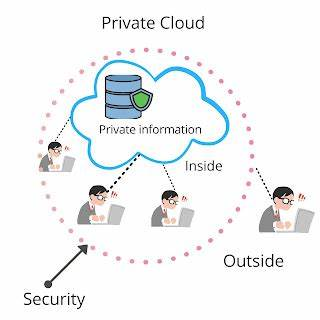 Private Cloud
Private information
Inside
Outside
Security